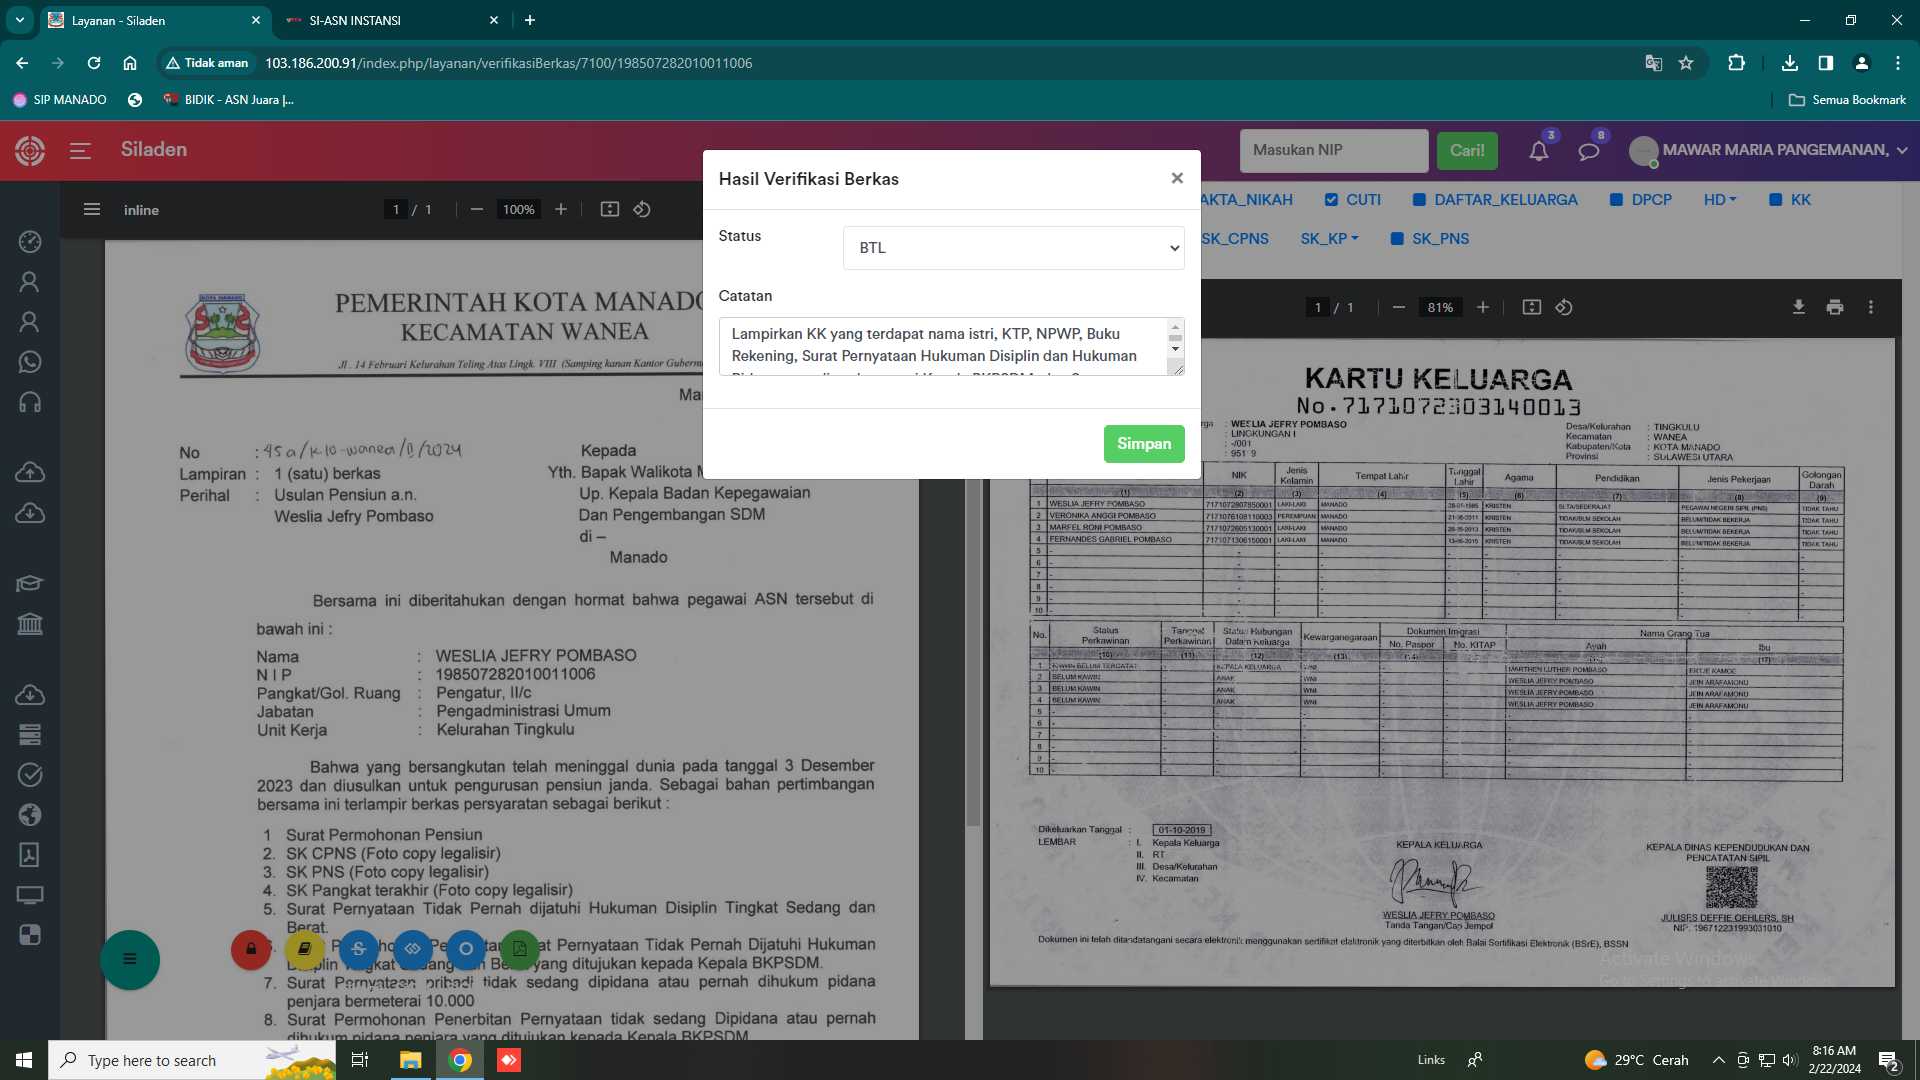 Layanan - Siladen
SI-ASN INSTANSI
Tidak aman
103.186.200.91/index.php/layanan/verifikasiBerkas/7100/198507282010011006
SIP MANADO
BIDIK - ASN Juara |...
Semua Bookmark
Siladen
Masukan NIP
Cari!
3
8
MAWAR MARIA PANGEMANAN,
inline
1 / 1
100%
AKTA_NIKAH
CUTI
DAFTAR_KELUARGA
DPCP
HD
KK
SK_CPNS
SK_KP
SK_PNS
1 / 1
81%
Hasil Verifikasi Berkas
×
Status
BTL
Catatan
Lampirkan KK yang terdapat nama istri, KTP, NPWP, Buku
Rekening, Surat Pernyataan Hukuman Disiplin dan Hukuman
Simpan
PEMERINTAH KOTA MANADO
KECAMATAN WANEA
Jl . 14 Februari Kelurahan Teling Atas Lingk. VIII (Samping kanan Kantor Gubern
Ma
No : 45a/K.10-wanea/II/2024
Lampiran : 1 (satu) berkas
Perihal : Usulan Pensiun a.n.
Weslia Jefry Pombaso
Kepada
Yth. Bapak Walikota M
Up. Kepala Badan Kepegawaian
Dan Pengembangan SDM
di –
Manado
Bersama ini diberitahukan dengan hormat bahwa pegawai ASN tersebut di
bawah ini :
Nama : WESLIA JEFRY POMBASO
N I P : 198507282010011006
Pangkat/Gol. Ruang : Pengatur, II/c
Jabatan : Pengadministrasi Umum
Unit Kerja : Kelurahan Tingkulu
Bahwa yang bersangkutan telah meninggal dunia pada tanggal 3 Desember
2023 dan diusulkan untuk pengurusan pensiun janda. Sebagai bahan pertimbangan
bersama ini terlampir berkas persyaratan sebagai berikut :
1 Surat Permohonan Pensiun
2. SK CPNS (Foto copy legalisir)
3. SK PNS (Foto copy legalisir)
4. SK Pangkat terakhir (Foto copy legalisir)
5. Surat Pernyataan Tidak Pernah dijatuhi Hukuman Disiplin Tingkat Sedang dan
Berat.
at Pernyataan Tidak Pernah Dijatuhi Hukuman
yang ditujukan kepada Kepala BKPSDM.
7. Surat Pernyataan pribadi tidak sedang dipidana atau pernah dihukum pidana
penjara bermeterai 10.000
8. Surat Permohonan Penerbitan Pernyataan tidak sedang Dipidana atau pernah
dihukum pidana penjara yang ditujukan kepada Kepala BKPSDM
KARTU KELUARGA
No. 7171072303140013
rga : WESLIA JEFRY POMBASO
: LINGKUNGAN I
: -/001
Desa/Kelurahan : TINGKULU
Kecamatan : WANEA
Kabupaten/Kota : KOTA MANADO
Provinsi : SULAWESI UTARA
NIK Jenis Kelamin Tempat Lahir Tanggal Lahir Agama Pendidikan Jenis Pekerjaan Golongan Darah
(1) (2) (3) (4) (5) (6) (7) (8) (9)
1 WESLIA JEFRY POMBASO 7171072807850001 LAKI-LAKI MANADO 28-07-1985 KRISTEN SLTA/SEDERAJAT PEGAWAI NEGERI SIPIL (PNS) TIDAK TAHU
2 VERONIKA ANGGI POMBASO 7171076108110003 PEREMPUAN MANADO 21-08-2011 KRISTEN TIDAK/BLM SEKOLAH BELUM/TIDAK BEKERJA TIDAK TAHU
3 MARFEL RONI POMBASO 7171072605130001 LAKI-LAKI MANADO 26-05-2013 KRISTEN TIDAK/BLM SEKOLAH BELUM/TIDAK BEKERJA TIDAK TAHU
4 FERNANDES GABRIEL POMBASO 7171071306150001 LAKI-LAKI MANADO 13-06-2015 KRISTEN TIDAK/BLM SEKOLAH BELUM/TIDAK BEKERJA TIDAK TAHU
5 -
6 -
7 -
8 -
9 -
10 -
No. Status Perkawinan Tanggal Perkawinan Status Hubungan Dalam Keluarga Kewarganegaraan Dokumen Imigrasi Nama Orang Tua
No. Paspor No. KITAP Ayah Ibu
(10) (11) (12) (13) (17)
1 KAWIN BELUM TERCATAT - KEPALA KELUARGA WNI MARTHEN LUTHER POMBASO
2 BELUM KAWIN - ANAK WNI WESLIA JEFRY POMBASO JEIN ARAFAMONU
3 BELUM KAWIN - ANAK WNI WESLIA JEFRY POMBASO JEIN ARAFAMONU
4 BELUM KAWIN - ANAK WNI WESLIA JEFRY POMBASO JEIN ARAFAMONU
5 -
6 -
7 -
8 -
9 -
10 -
Dikeluarkan Tanggal : 01-10-2019
LEMBAR : I. Kepala Keluarga
II. RT
III. Desa/Kelurahan
IV. Kecamatan
KEPALA KELUARGA
WESLIA JEFRY POMBASO
Tanda Tangan/Cap Jempol
KEPALA DINAS KEPENDUDUKAN DAN
PENCATATAN SIPIL
JULISES DEFFIE OEHLERS, SH
NIP. 196712231993031010
Dokumen ini telah ditandatangani secara elektronik menggunakan sertifikat elektronik yang diterbitkan oleh Balai Sertifikasi Elektronik (BSrE), BSSN
Activate Windows
Go to Settings to activate Windows.
Type here to search
Links
29°C Cerah
8:16 AM
2/22/2024
2